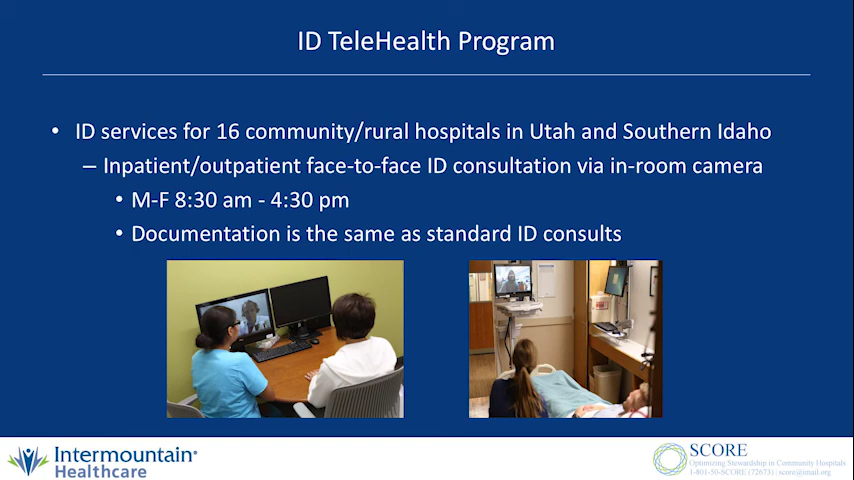 ID TeleHealth Program
• ID services for 16 community/rural hospitals in Utah and Southern Idaho
– Inpatient/outpatient face-to-face ID consultation via in-room camera
• M-F 8:30 am - 4:30 pm
• Documentation is the same as standard ID consults
Intermountain®
Healthcare
SCORE
Optimizing Stewardship in Community Hospitals
1-801-50-SCORE (72673) | score@imail.org